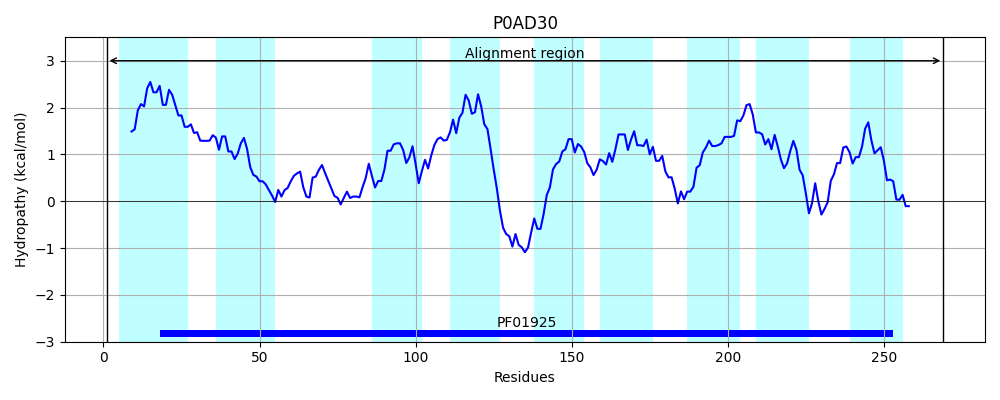 P0AD30
Alignment region
3
2
1
0
−1
−2
−3
Hydropathy (kcal/mol)
PF01925
0 50 100 150 200 250
Residues